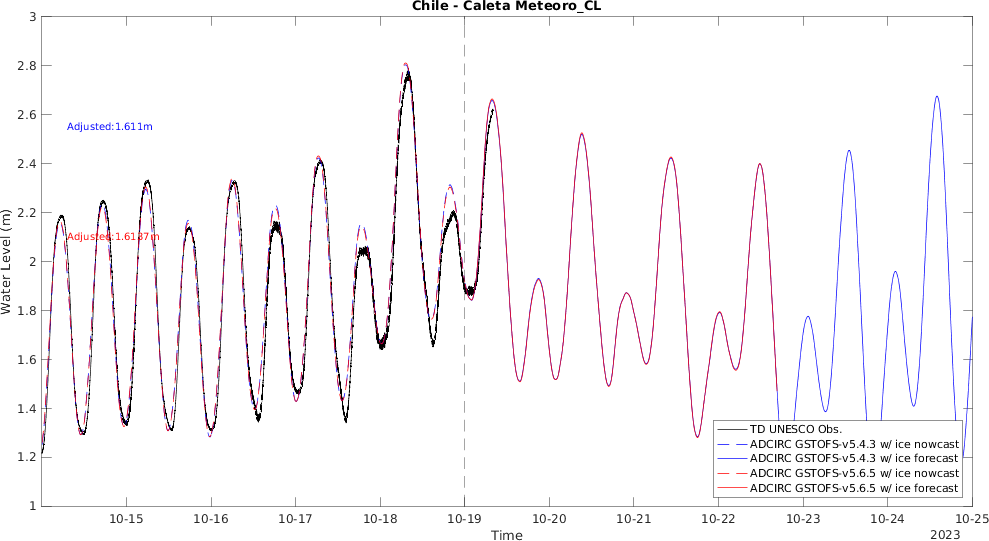 Chile - Caleta Meteoro_CL
3
2.8
2.6
2.4
2.2
2
1.8
1.6
1.4
1.2
1
Water Level (m)
Adjusted:1.611m
Adjusted:1.6137m
TD UNESCO Obs.
ADCIRC GSTOFS-v5.4.3 w/ ice nowcast
ADCIRC GSTOFS-v5.4.3 w/ ice forecast
ADCIRC GSTOFS-v5.6.5 w/ ice nowcast
ADCIRC GSTOFS-v5.6.5 w/ ice forecast
10-15 10-16 10-17 10-18 10-19 10-20 10-21 10-22 10-23 10-24 10-25
Time
2023